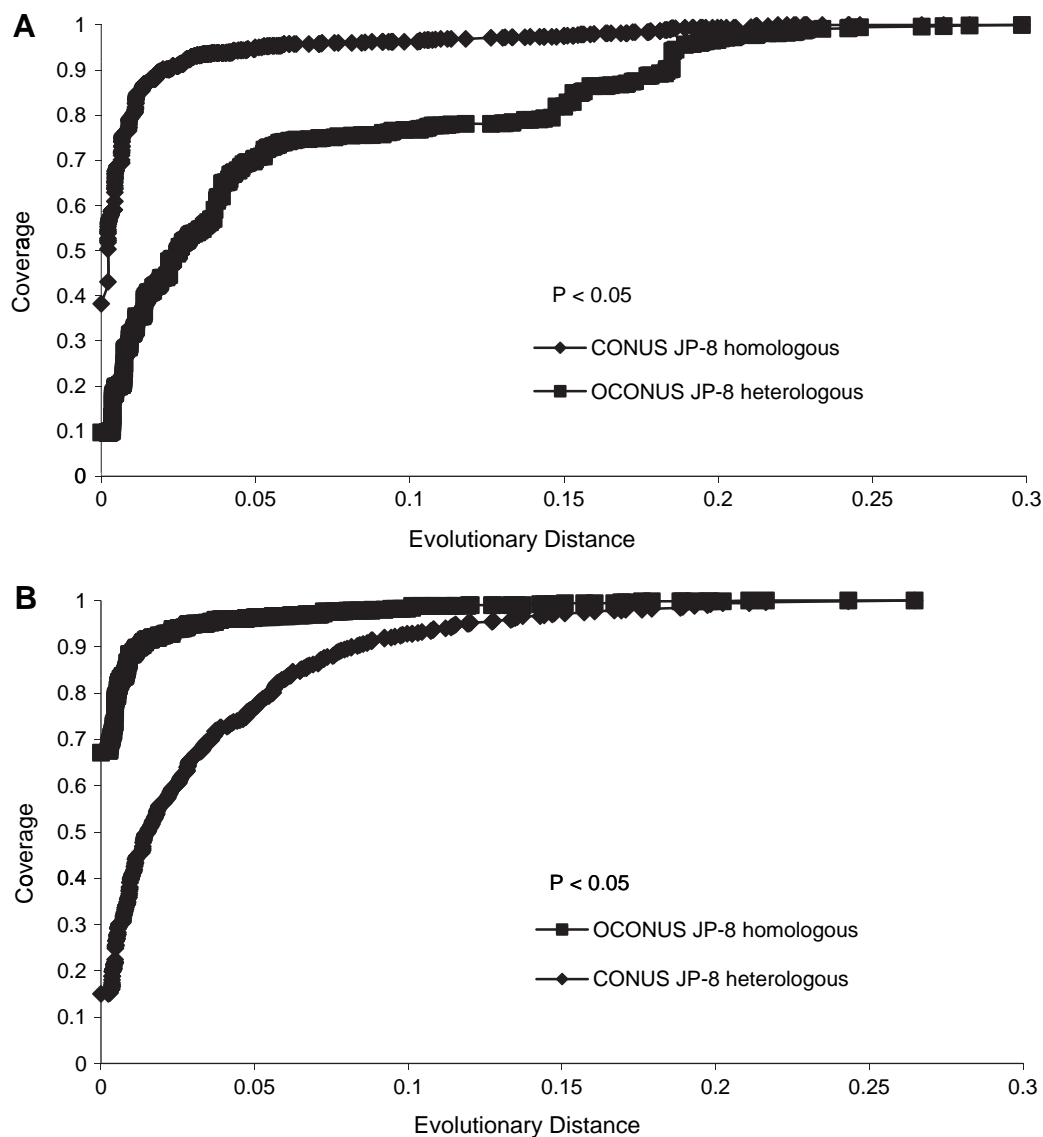 A
1
0.9
0.8
0.7
0.6
0.5
0.4
0.3
0.2
0.1
0
Coverage
P < 0.05
CONUS JP-8 homologous
OCONUS JP-8 heterologous
0 0.05 0.1 0.15 0.2 0.25 0.3
Evolutionary Distance
B
1
0.9
0.8
0.7
0.6
0.5
0.4
0.3
0.2
0.1
0
Coverage
P < 0.05
OCONUS JP-8 homologous
CONUS JP-8 heterologous
0 0.05 0.1 0.15 0.2 0.25 0.3
Evolutionary Distance